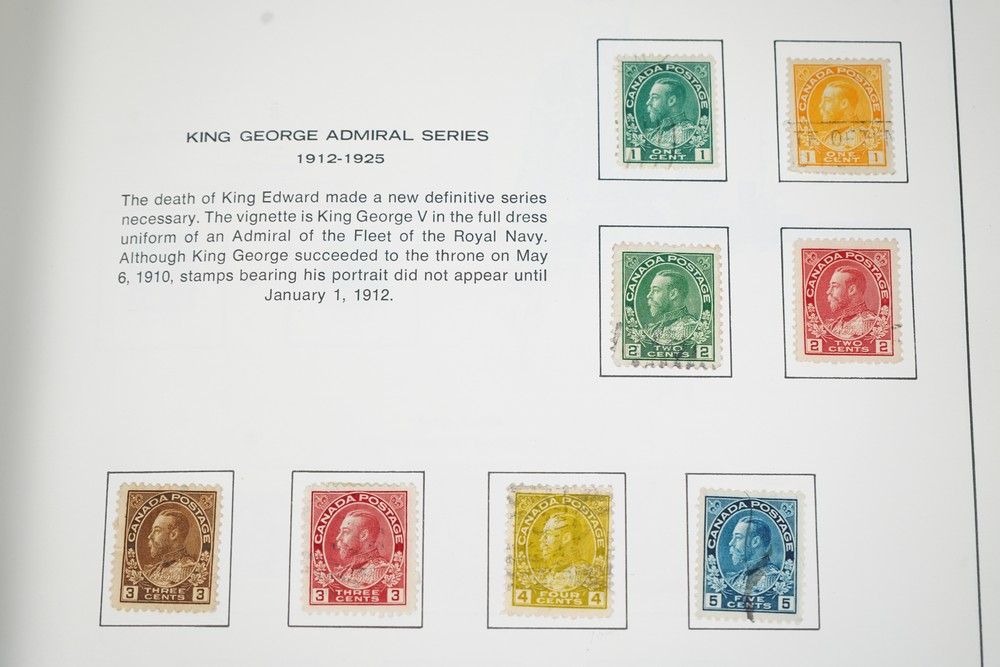 KING GEORGE ADMIRAL SERIES
1912-1925
The death of King Edward made a new definitive series
necessary. The vignette is King George V in the full dress
uniform of an Admiral of the Fleet of the Royal Navy.
Although King George succeeded to the throne on May
6, 1910, stamps bearing his portrait did not appear until
January 1, 1912.
CANADA POSTAGE
1 ONE CENT 1
CANADA POSTAGE
1 ONE CENT 1
CANADA POSTAGE
2 TWO CENTS 2
CANADA POSTAGE
2 TWO CENTS 2
CANADA POSTAGE
3 THREE CENTS 3
CANADA POSTAGE
3 THREE CENTS 3
CANADA POSTAGE
4 FOUR CENTS 4
CANADA POSTAGE
5 FIVE CENTS 5